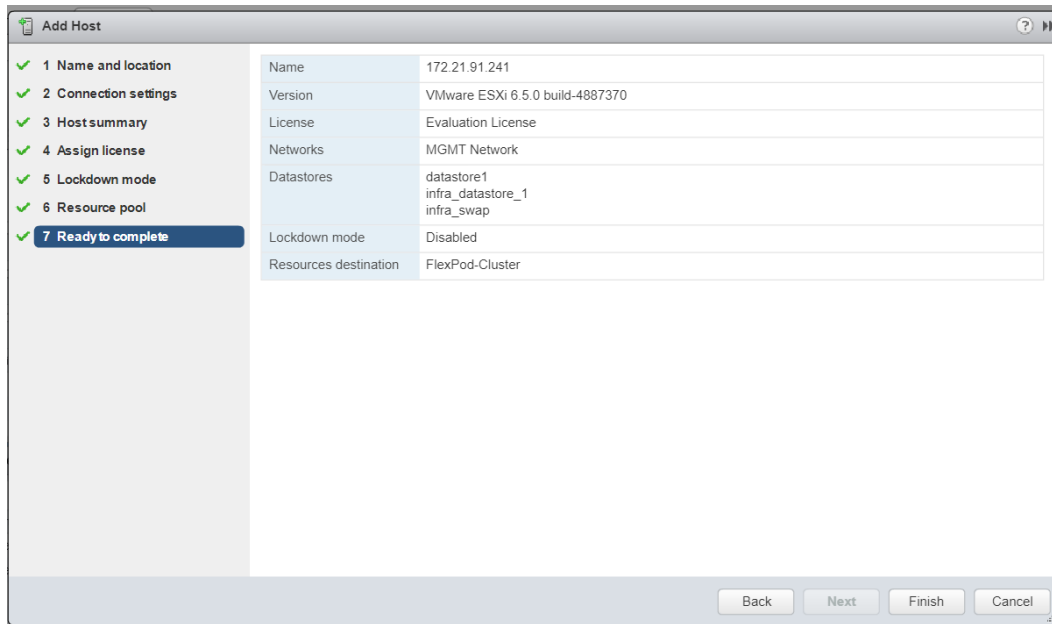 Add Host
?
1 Name and location
2 Connection settings
3 Host summary
4 Assign license
5 Lockdown mode
6 Resource pool
7 Ready to complete
Name 172.21.91.241
Version VMware ESXi 6.5.0 build-4887370
License Evaluation License
Networks MGMT Network
Datastores datastore1
infra_datastore_1
infra_swap
Lockdown mode Disabled
Resources destination FlexPod-Cluster
Back Next Finish Cancel